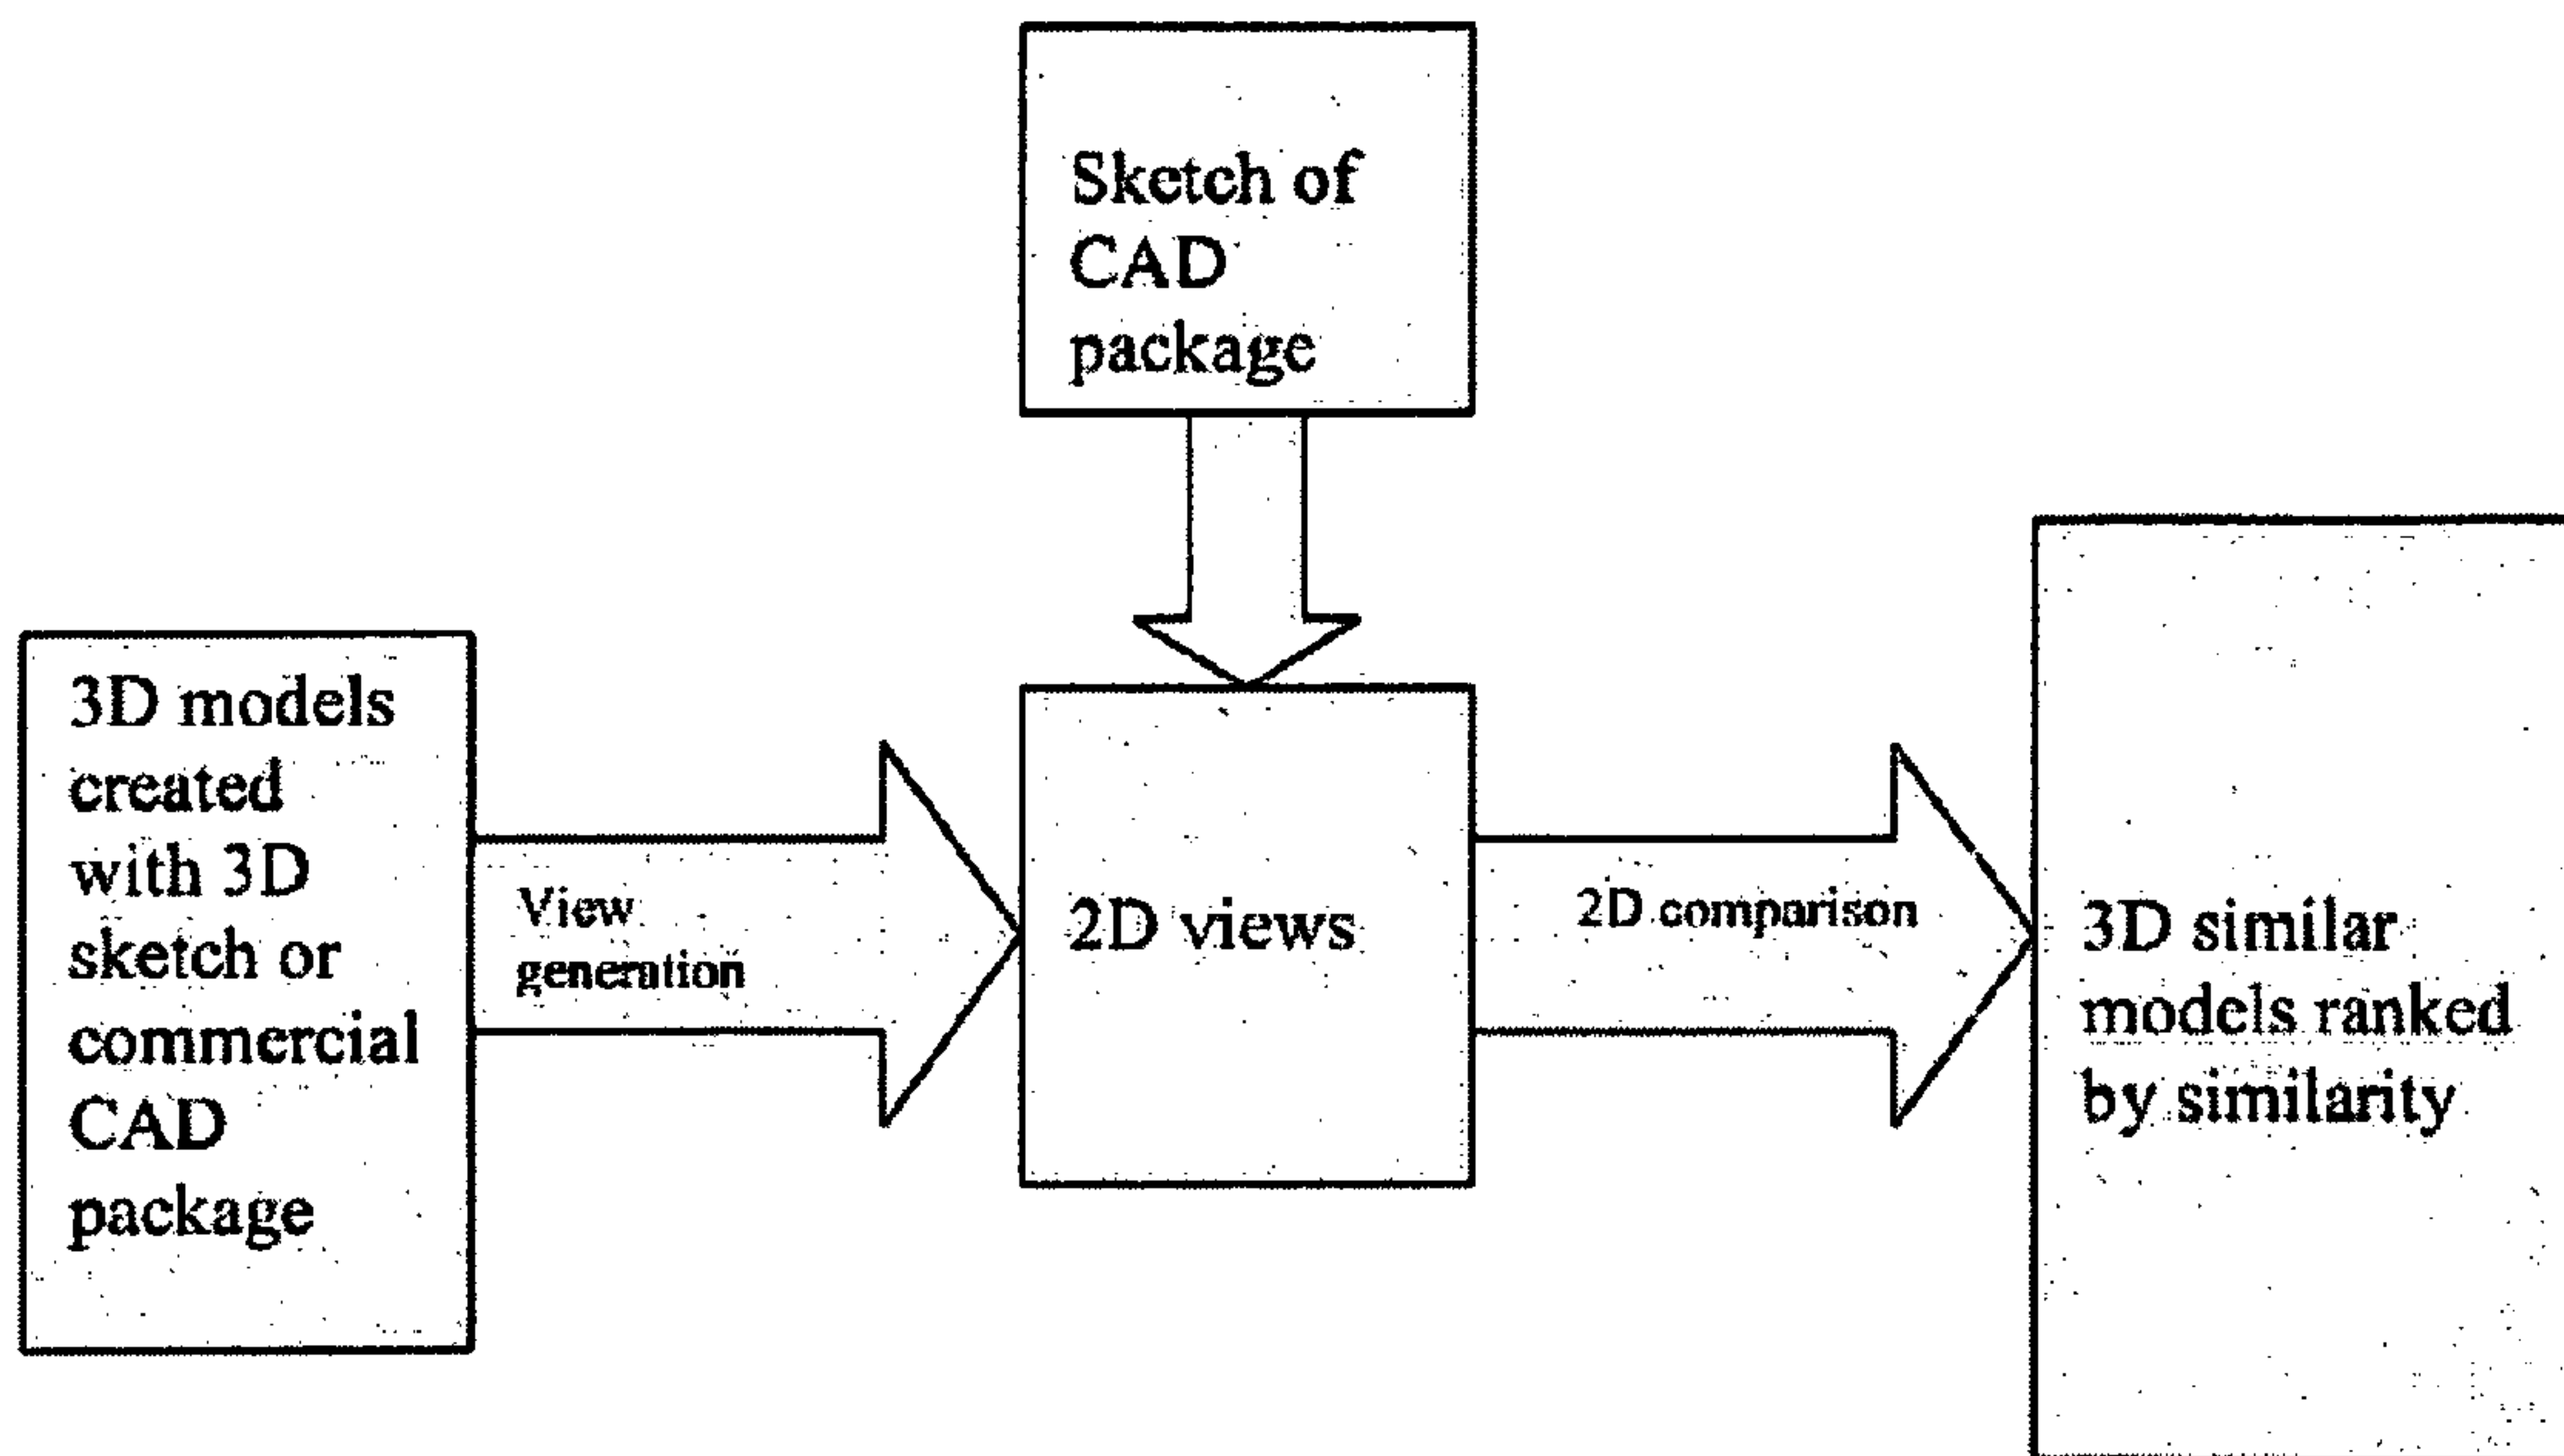 Sketch of
CAD
package
3D models
created
with 3D
sketch or
commercial
CAD
package
View
generation
2D views
2D comparison
3D similar
models ranked
by similarity